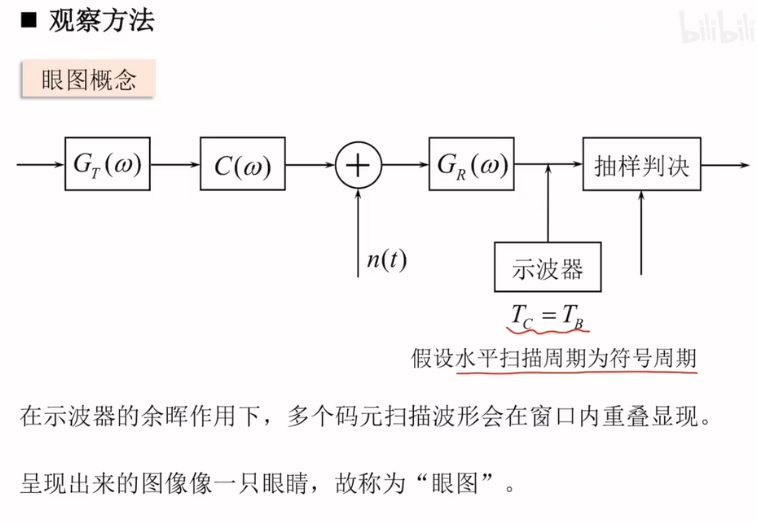 ■ 观察方法
bilibili
眼图概念
G_T(ω)
C(ω)
+
G_R(ω)
抽样判决
n(t)
示波器
T_C = T_B
假设水平扫描周期为符号周期
在示波器的余晖作用下，多个码元扫描波形会在窗口内重叠显现。
呈现出来的图像像一只眼睛，故称为“眼图”。